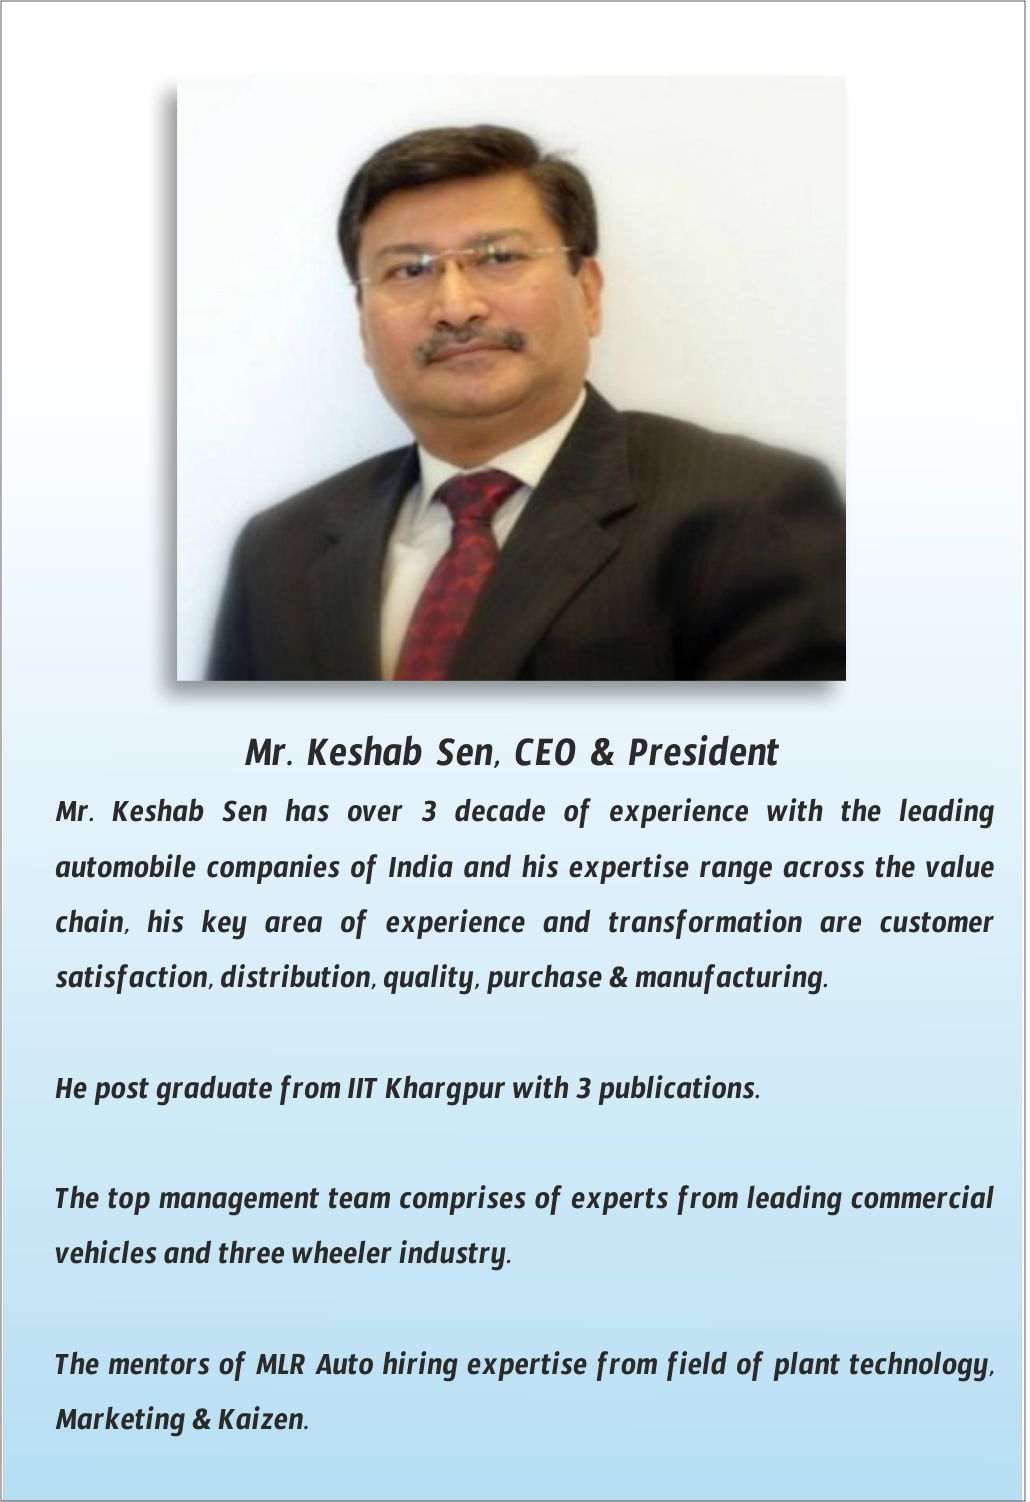 Mr. Keshab Sen, CEO & President
Mr. Keshab Sen has over 3 decade of experience with the leading
automobile companies of India and his expertise range across the value
chain, his key area of experience and transformation are customer
satisfaction, distribution, quality, purchase & manufacturing.
He post graduate from IIT Khargpur with 3 publications.
The top management team comprises of experts from leading commercial
vehicles and three wheeler industry.
The mentors of MLR Auto hiring expertise from field of plant technology,
Marketing & Kaizen.